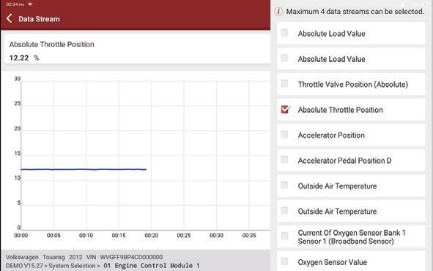 Data Stream
Absolute Throttle Position
12.22 %
30
25
20
15
10
5
0
00:00 00:05 00:10 00:15 00:20 00:25 00:30 00:35
Volkswagen Touareg 2012 VIN WVGFF9BP4CD000000
DEMO V15.27 > System Selection > 01 Engine Control Module 1
Maximum 4 data streams can be selected.
Absolute Load Value
Absolute Load Value
Throttle Valve Position (Absolute)
Absolute Throttle Position
Accelerator Position
Accelerator Pedal Position D
Outside Air Temperature
Outside Air Temperature
Current Of Oxygen Sensor Bank 1
Sensor 1 (Broadband Sensor)
Oxygen Sensor Value